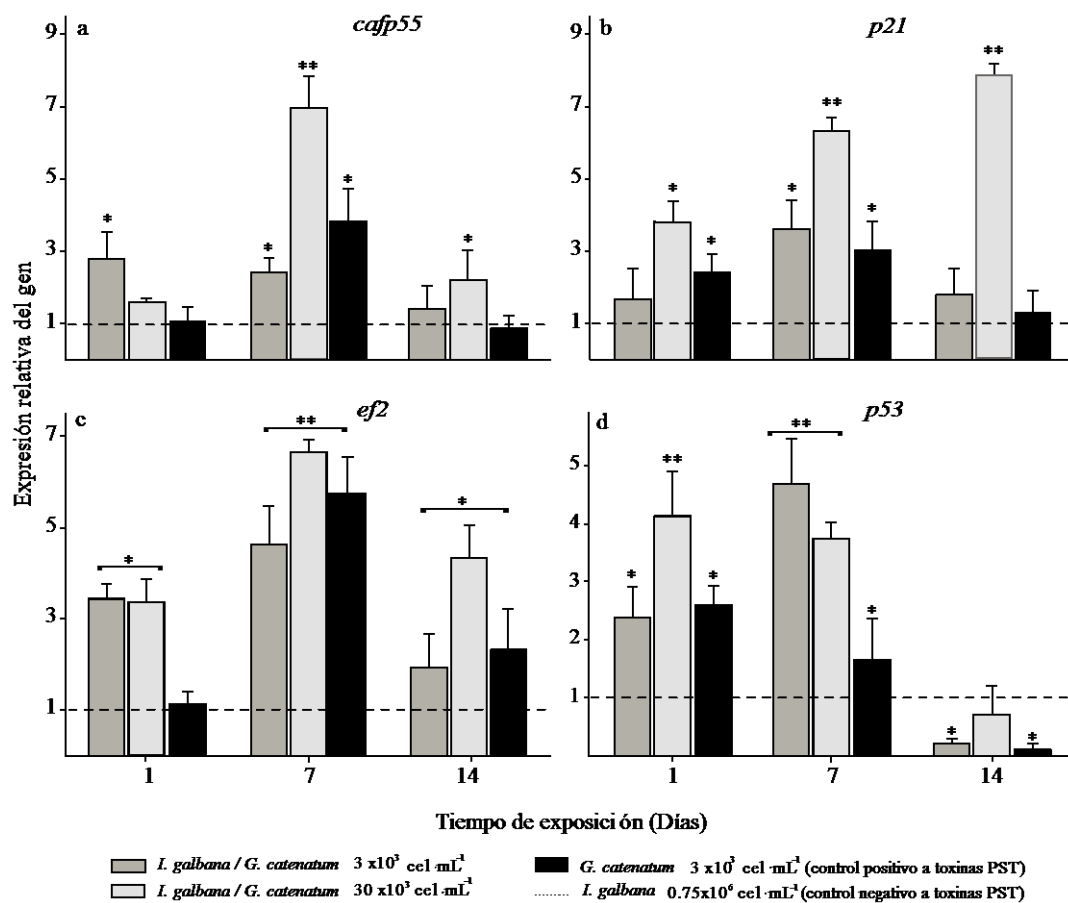 a
cafp55
b
p21
9
7
5
3
1
9
7
5
3
1
* * ** * *
* * * ** * **
Expresión relativa del gen
c
ef2
d
p53
7
5
3
1
5
4
3
2
1
* ** *
* ** * ** * * *
1 7 14
1 7 14
Tiempo de exposición (Días)
I. galbana / G. catenatum 3 x10³ cel·mL⁻¹
I. galbana / G. catenatum 30 x10³ cel·mL⁻¹
G. catenatum 3 x10³ cel·mL⁻¹ (control positivo a toxinas PST)
I. galbana 0.75x10⁶ cel·mL⁻¹ (control negativo a toxinas PST)